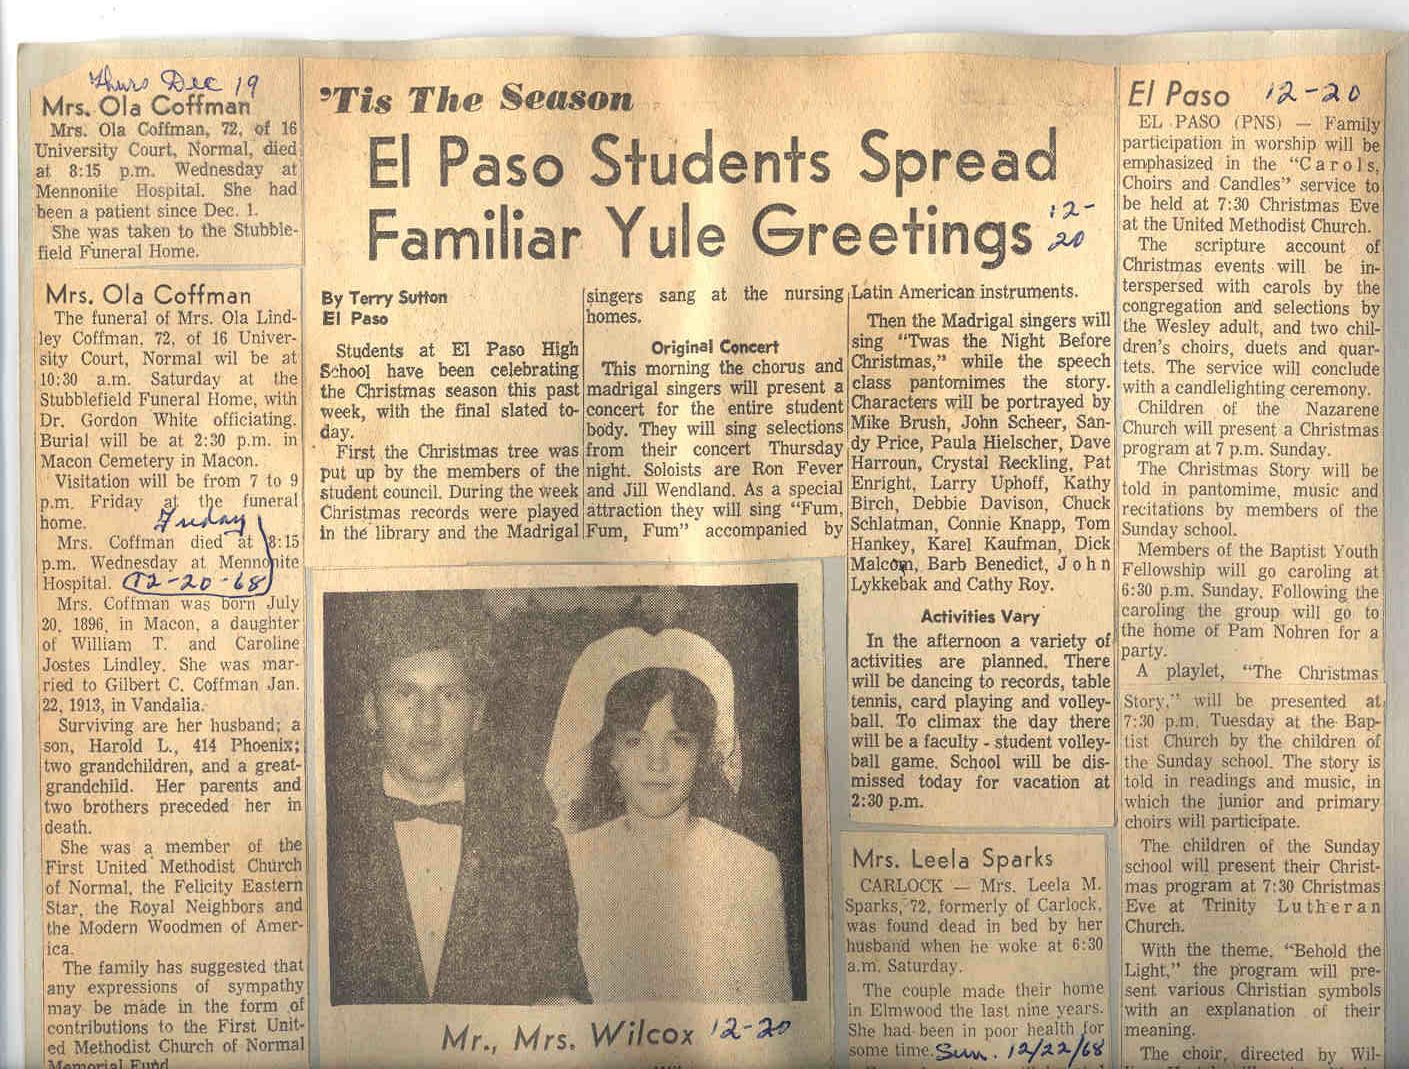 Thurs Dec 19
Mrs. Ola Coffman
Mrs. Ola Coffman, 72, of 16
University Court, Normal, died
at 8:15 p.m. Wednesday at
Mennonite Hospital. She had
been a patient since Dec. 1.
She was taken to the Stubble-
field Funeral Home.
Mrs. Ola Coffman
The funeral of Mrs. Ola Lind-
ley Coffman, 72, of 16 Univer-
sity Court, Normal wil be at
10:30 a.m. Saturday at the
Stubblefield Funeral Home, with
Dr. Gordon White officiating.
Burial will be at 2:30 p.m. in
Macon Cemetery in Macon.
Visitation will be from 7 to 9
p.m. Friday at the funeral
home. Friday
Mrs. Coffman died at 8:15
p.m. Wednesday at Mennonite
Hospital. 12-20-68
Mrs. Coffman was born July
20, 1896, in Macon, a daughter
of William T. and Caroline
Jostes Lindley. She was mar-
ried to Gilbert C. Coffman Jan.
22, 1913, in Vandalia.
Surviving are her husband; a
son, Harold L., 414 Phoenix;
two grandchildren, and a great-
grandchild. Her parents and
two brothers preceded her in
death.
She was a member of the
First United Methodist Church
of Normal, the Felicity Eastern
Star, the Royal Neighbors and
the Modern Woodmen of Amer-
ica.
The family has suggested that
any expressions of sympathy
may be made in the form of
contributions to the First Unit-
ed Methodist Church of Normal
Memorial Fund
'Tis The Season
El Paso Students Spread
Familiar Yule Greetings 12-
20
By Terry Sutton
El Paso
Students at El Paso High
School have been celebrating
the Christmas season this past
week, with the final slated to-
day.
First the Christmas tree was
put up by the members of the
student council. During the week
Christmas records were played
in the library and the Madrigal
singers sang at the nursing
homes.
Original Concert
This morning the chorus and
madrigal singers will present a
concert for the entire student
body. They will sing selections
from their concert Thursday
night. Soloists are Ron Fever
and Jill Wendland. As a special
attraction they will sing "Fum,
Fum, Fum" accompanied by
Latin American instruments.
Then the Madrigal singers will
sing "Twas the Night Before
Christmas," while the speech
class pantomimes the story.
Characters will be portrayed by
Mike Brush, John Scheer, San-
dy Price, Paula Hielscher, Dave
Harroun, Crystal Reckling, Pat
Enright, Larry Uphoff, Kathy
Birch, Debbie Davison, Chuck
Schlatman, Connie Knapp, Tom
Hankey, Karel Kaufman, Dick
Malcom, Barb Benedict, John
Lykkebak and Cathy Roy.
Activities Vary
In the afternoon a variety of
activities are planned. There
will be dancing to records, table
tennis, card playing and volley-
ball. To climax the day there
will be a faculty - student volley-
ball game. School will be dis-
missed today for vacation at
2:30 p.m.
Mr., Mrs. Wilcox 12-20
Mrs. Leela Sparks
CARLOCK — Mrs. Leela M.
Sparks, 72, formerly of Carlock,
was found dead in bed by her
husband when he woke at 6:30
a.m. Saturday.
The couple made their home
in Elmwood the last nine years.
She had been in poor health for
some time. Sun. 12/22/68
El Paso 12-20
EL PASO (PNS) — Family
participation in worship will be
emphasized in the "Carols,
Choirs and Candles" service to
be held at 7:30 Christmas Eve
at the United Methodist Church.
The scripture account of
Christmas events will be in-
terspersed with carols by the
congregation and selections by
the Wesley adult, and two chil-
dren's choirs, duets and quar-
tets. The service will conclude
with a candlelighting ceremony.
Children of the Nazarene
Church will present a Christmas
program at 7 p.m. Sunday.
The Christmas Story will be
told in pantomime, music and
recitations by members of the
Sunday school.
Members of the Baptist Youth
Fellowship will go caroling at
6:30 p.m. Sunday. Following the
caroling the group will go to
the home of Pam Nohren for a
party.
A playlet, "The Christmas
Story," will be presented at
7:30 p.m. Tuesday at the Bap-
tist Church by the children of
the Sunday school. The story is
told in readings and music, in
which the junior and primary
choirs will participate.
The children of the Sunday
school will present their Christ-
mas program at 7:30 Christmas
Eve at Trinity Lutheran
Church.
With the theme, "Behold the
Light," the program will pre-
sent various Christian symbols
with an explanation of their
meaning.
The choir, directed by Wil-